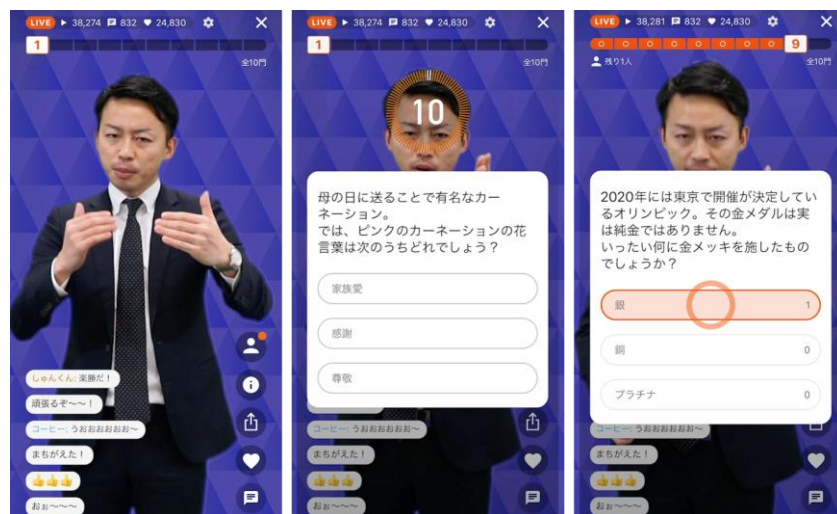 LIVE 38,274 832 24,830
1
全10門
しゅんくん: 楽勝だ！
頑張るぞ〜〜！
コーヒー: うおおおおおお〜
まちがえた！
👍👍👍
おぉ〜〜〜〜
LIVE 38,274 832 24,830
1
全10門
10
母の日に送ることで有名なカー
ネーション。
では、ピンクのカーネーションの花
言葉は次のうちどれでしょう？
家族愛
感謝
尊敬
コーヒー: うおおおおおお〜
まちがえた！
👍👍👍
おぉ〜〜〜〜
LIVE 38,281 832 24,830
9
残り1人
全10門
2020年には東京で開催が決定してい
るオリンピック。その金メダルは実
は純金ではありません。
いったい何に金メッキを施したもの
でしょうか？
銀 1
銅 0
プラチナ 0
コーヒー: うおおおおおお〜
まちがえた！
👍👍👍
おぉ〜〜〜〜